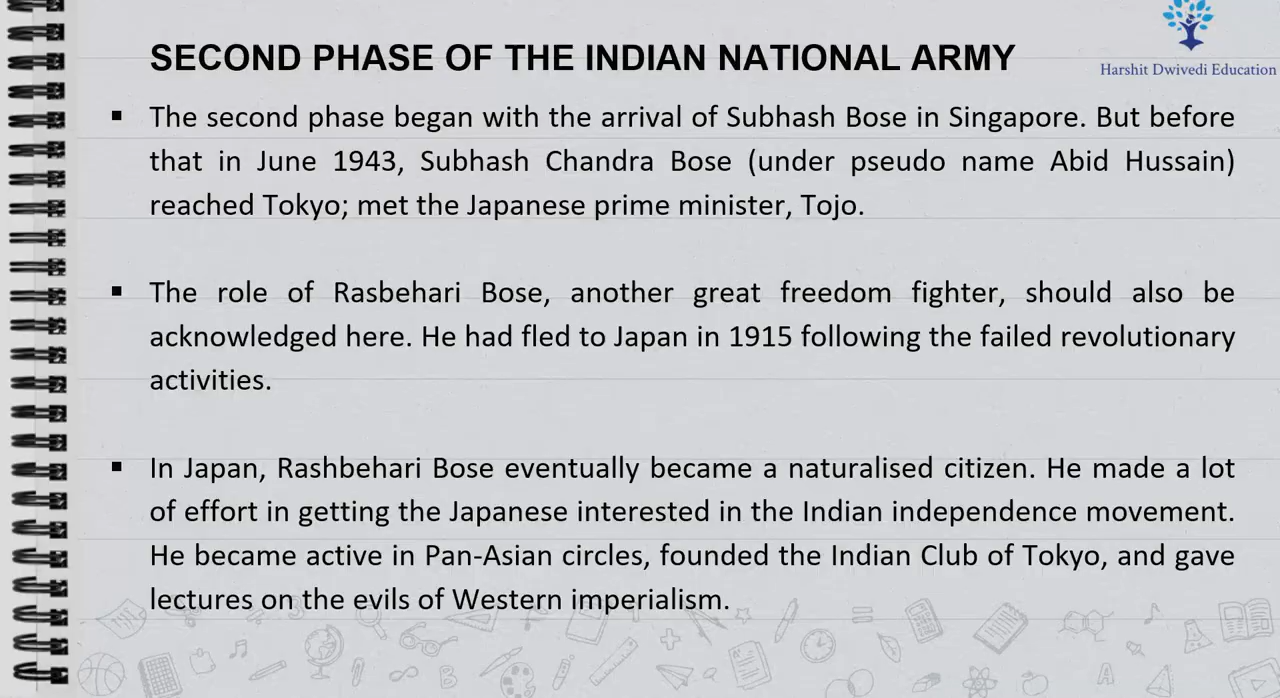 SECOND PHASE OF THE INDIAN NATIONAL ARMY
Harshit Dwivedi Education
▪ The second phase began with the arrival of Subhash Bose in Singapore. But before
that in June 1943, Subhash Chandra Bose (under pseudo name Abid Hussain)
reached Tokyo; met the Japanese prime minister, Tojo.
▪ The role of Rasbehari Bose, another great freedom fighter, should also be
acknowledged here. He had fled to Japan in 1915 following the failed revolutionary
activities.
▪ In Japan, Rashbehari Bose eventually became a naturalised citizen. He made a lot
of effort in getting the Japanese interested in the Indian independence movement.
He became active in Pan-Asian circles, founded the Indian Club of Tokyo, and gave
lectures on the evils of Western imperialism.